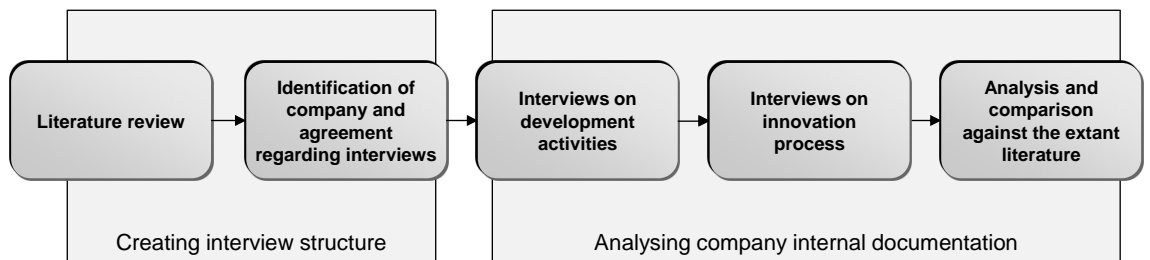 Literature review
Identification of
company and
agreement
regarding interviews
Interviews on
development
activities
Interviews on
innovation
process
Analysis and
comparison
against the extant
literature
Creating interview structure
Analysing company internal documentation